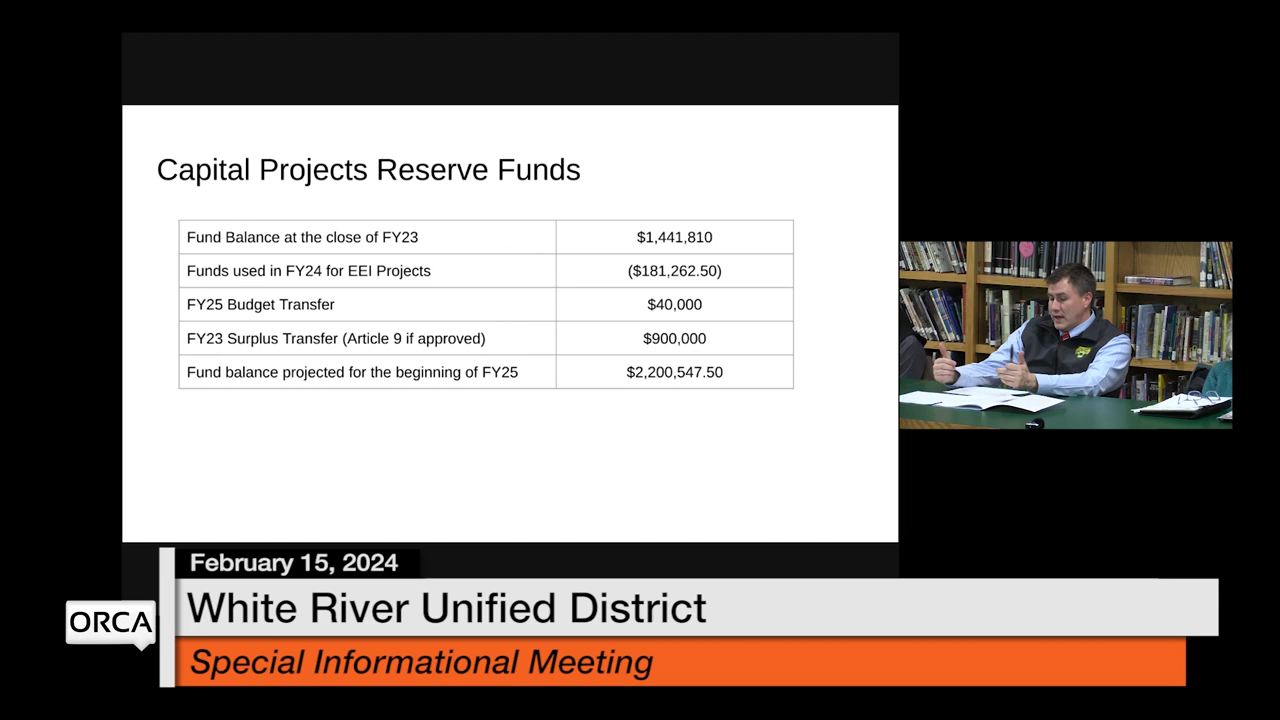 Capital Projects Reserve Funds
Fund Balance at the close of FY23 $1,441,810
Funds used in FY24 for EEI Projects ($181,262.50)
FY25 Budget Transfer $40,000
FY23 Surplus Transfer (Article 9 if approved) $900,000
Fund balance projected for the beginning of FY25 $2,200,547.50
February 15, 2024
ORCA
White River Unified District
Special Informational Meeting